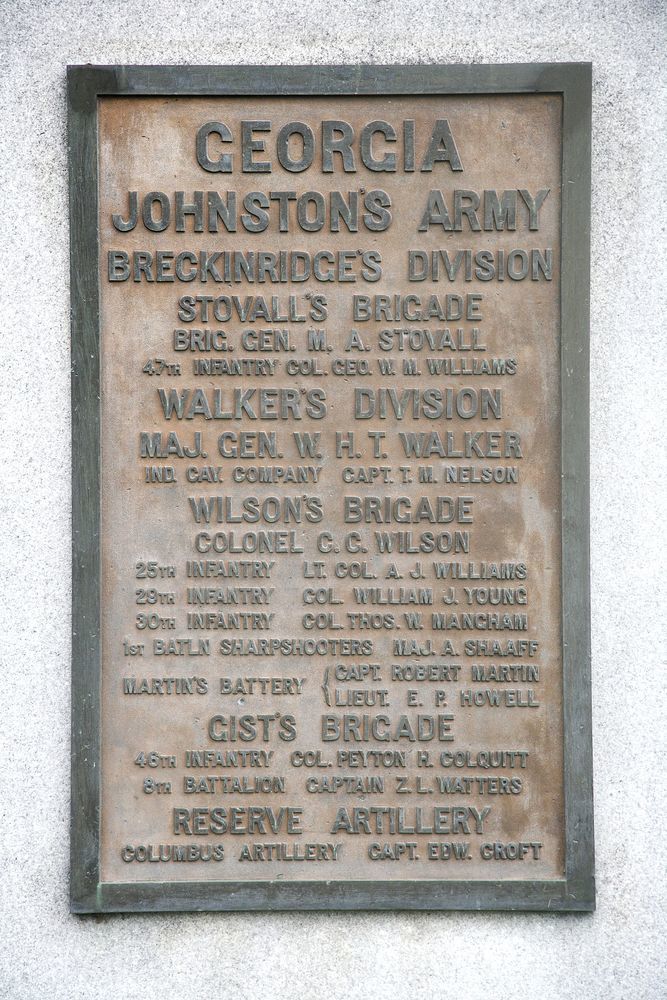 GEORGIA
JOHNSTON'S ARMY
BRECKINRIDGE'S DIVISION
STOVALL'S BRIGADE
BRIG. GEN. M. A. STOVALL
47TH INFANTRY COL. GEO. W. M. WILLIAMS
WALKER'S DIVISION
MAJ. GEN. W. H. T. WALKER
IND. CAV. COMPANY CAPT. T. M. NELSON
WILSON'S BRIGADE
COLONEL C. C. WILSON
25TH INFANTRY LT. COL. A. J. WILLIAMS
29TH INFANTRY COL. WILLIAM J. YOUNG
30TH INFANTRY COL. THOS. W. MANGHAM
1ST BATLN SHARPSHOOTERS MAJ. A. SHAAFF
MARTIN'S BATTERY { CAPT. ROBERT MARTIN
LIEUT. E. P. HOWELL
GIST'S BRIGADE
46TH INFANTRY COL. PEYTON H. COLQUITT
8TH BATTALION CAPTAIN Z. L. WATTERS
RESERVE ARTILLERY
COLUMBUS ARTILLERY CAPT. EDW. CROFT